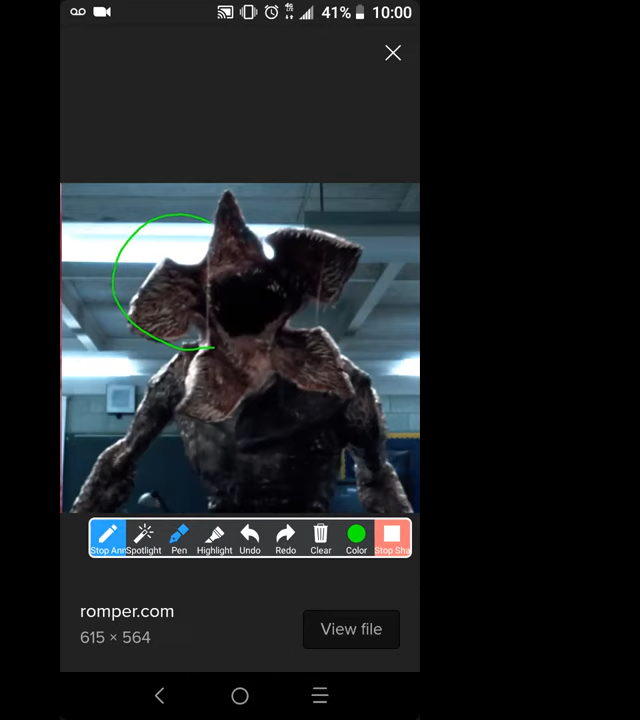 41% 10:00
Stop Ann Spotlight Pen Highlight Undo Redo Clear Color Stop Sha
romper.com
615 × 564
View file